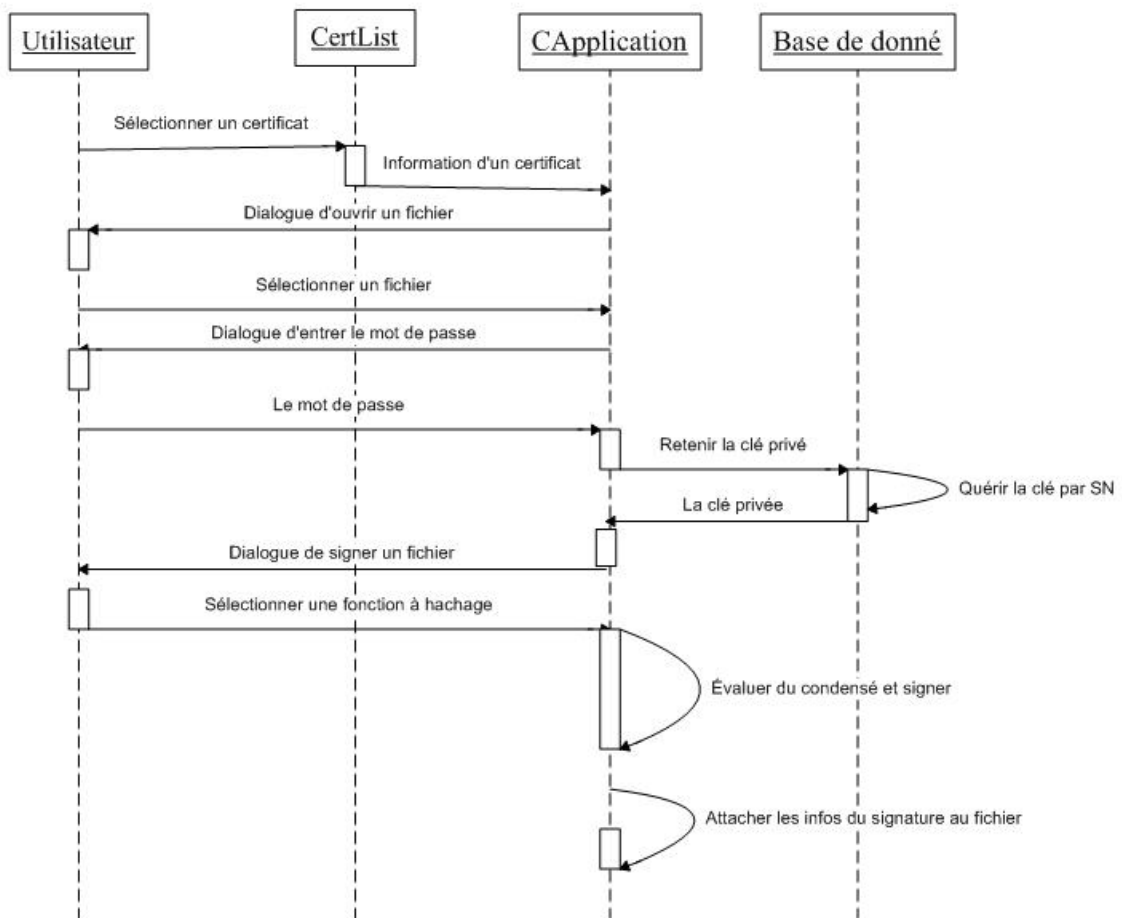 Utilisateur
CertList
CApplication
Base de donné
Sélectionner un certificat
Information d'un certificat
Dialogue d'ouvrir un fichier
Sélectionner un fichier
Dialogue d'entrer le mot de passe
Le mot de passe
Retenir la clé privé
Quérir la clé par SN
La clé privée
Dialogue de signer un fichier
Sélectionner une fonction à hachage
Évaluer du condensé et signer
Attacher les infos du signature au fichier